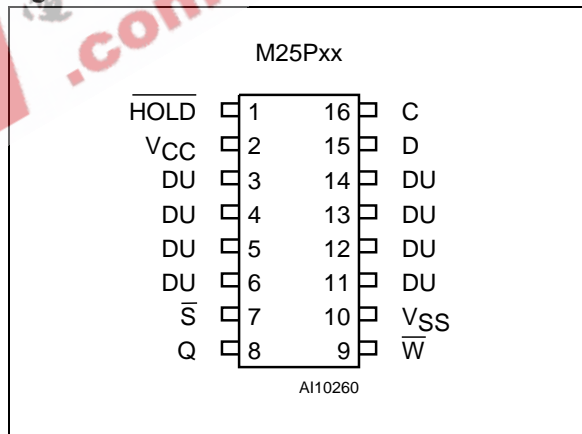 .com
M25Pxx
HOLD 1 16 C
VCC 2 15 D
DU 3 14 DU
DU 4 13 DU
DU 5 12 DU
DU 6 11 DU
S 7 10 VSS
Q 8 9 W
AI10260